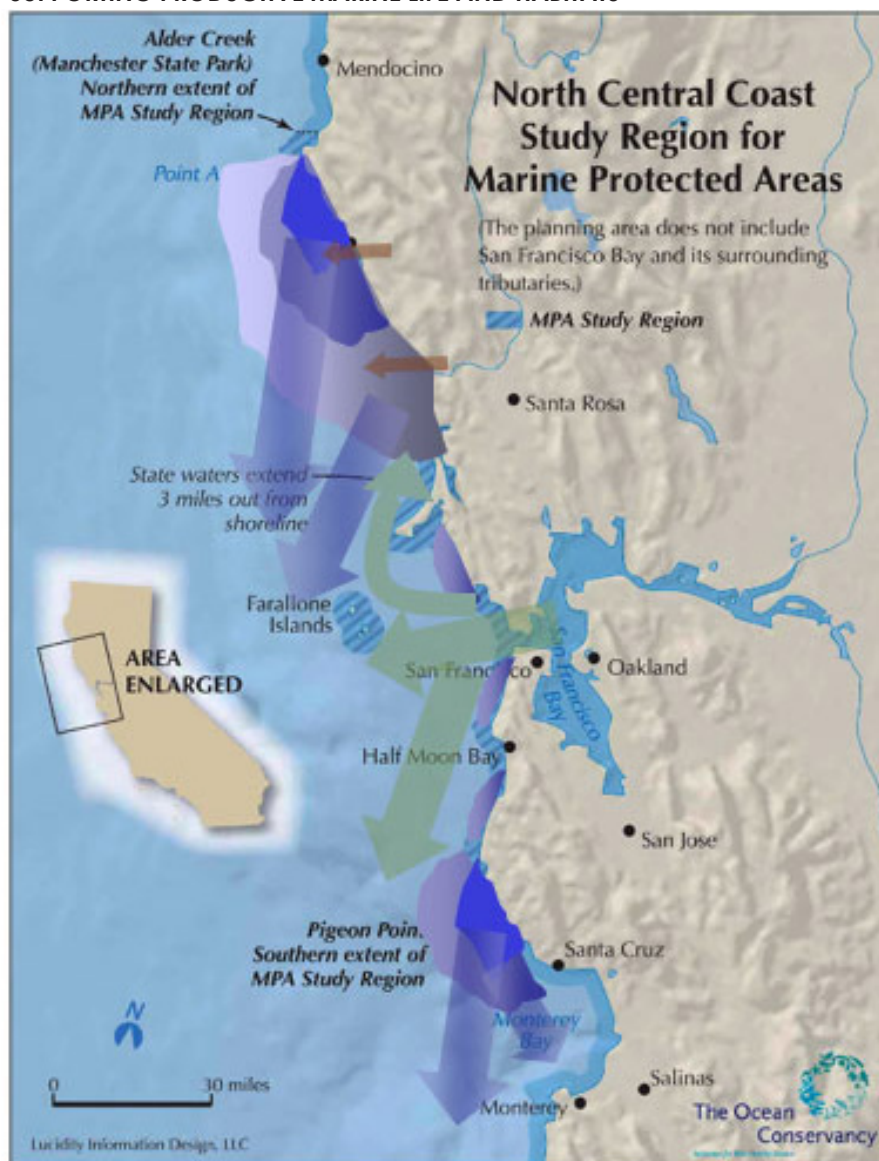 Alder Creek
(Manchester State Park)
Northern extent of
MPA Study Region
Mendocino
North Central Coast
Study Region for
Marine Protected Areas
(The planning area does not include
San Francisco Bay and its surrounding
tributaries.)
MPA Study Region
Point A
Santa Rosa
State waters extend
3 miles out from
shoreline
Farallone
Islands
AREA
ENLARGED
San Francisco
Oakland
San Francisco
Bay
Half Moon Bay
San Jose
Pigeon Poin.
Southern extent of
MPA Study Region
Santa Cruz
Monterey
Bay
N
0 30 miles
Salinas
Monterey
The Ocean
Conservancy
Lucidity Information Design, LLC